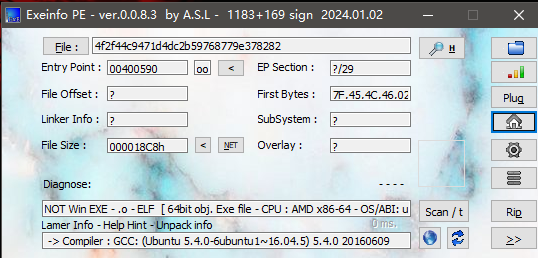 Exeinfo PE - ver.0.0.8.3 by A.S.L - 1183+169 sign 2024.01.02
File : 4f2f44c9471d4dc2b59768779e378282 H
Entry Point : 00400590 oo < EP Section : ?/29
File Offset : ? First Bytes : 7F.45.4C.46.02 Plug
Linker Info : ? SubSystem : ?
File Size : 000018C8h < NET Overlay : ?
Diagnose: - - - -
NOT Win EXE - .o - ELF [ 64bit obj. Exe file - CPU : AMD x86-64 - OS/ABI: u Scan / t Rip
Lamer Info - Help Hint - Unpack info 0 ms.
-> Compiler : GCC: (Ubuntu 5.4.0-6ubuntu1~16.04.5) 5.4.0 20160609 >>